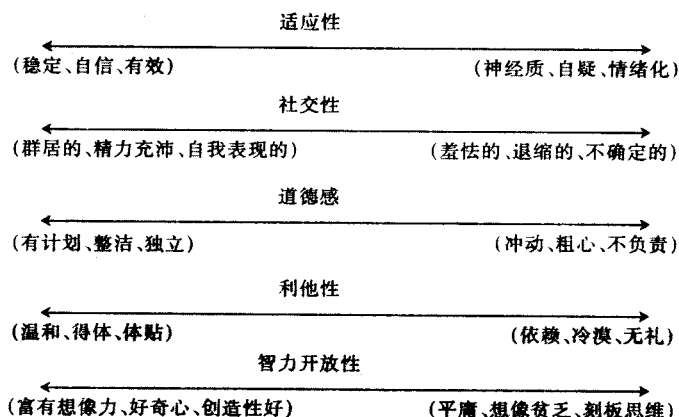 适应性
(稳定、自信、有效) (神经质、自疑、情绪化)
社交性
(群居的、精力充沛、自我表现的) (羞怯的、退缩的、不确定的)
道德感
(有计划、整洁、独立) (冲动、粗心、不负责)
利他性
(温和、得体、体贴) (依赖、冷漠、无礼)
智力开放性
(富有想像力、好奇心、创造性好) (平庸、想像贫乏、刻板思维)